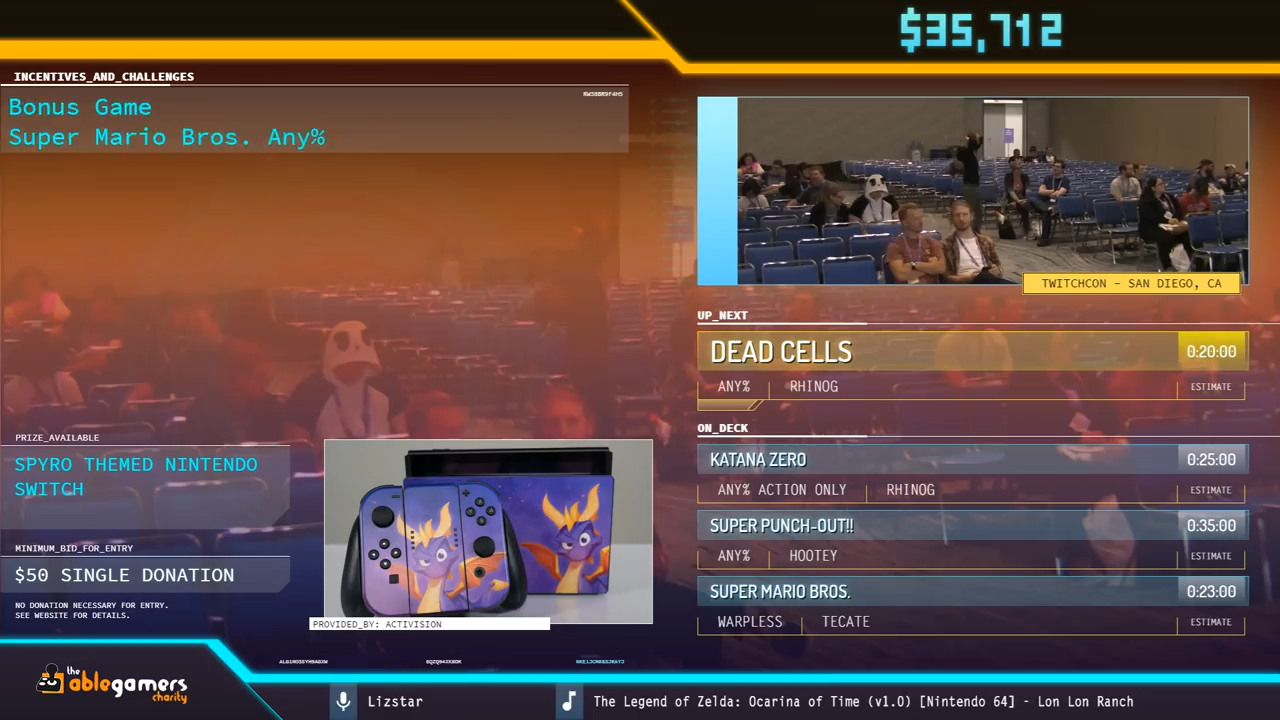 $35,712
INCENTIVES_AND_CHALLENGES
Bonus Game
Super Mario Bros. Any%
TWITCHCON - SAN DIEGO, CA
UP_NEXT
DEAD CELLS
0:20:00
ANY%
RHINOG
ESTIMATE
ON_DECK
KATANA ZERO
0:25:00
ANY% ACTION ONLY
RHINOG
ESTIMATE
SUPER PUNCH-OUT!!
0:35:00
ANY%
HOOTEY
ESTIMATE
SUPER MARIO BROS.
0:23:00
WARPLESS
TECATE
ESTIMATE
PRIZE_AVAILABLE
SPYRO THEMED NINTENDO
SWITCH
MINIMUM_BID_FOR_ENTRY
$50 SINGLE DONATION
NO DONATION NECESSARY FOR ENTRY.
SEE WEBSITE FOR DETAILS.
PROVIDED_BY: ACTIVISION
the
ablegamers
charity
Lizstar
The Legend of Zelda: Ocarina of Time (v1.0) [Nintendo 64] - Lon Lon Ranch